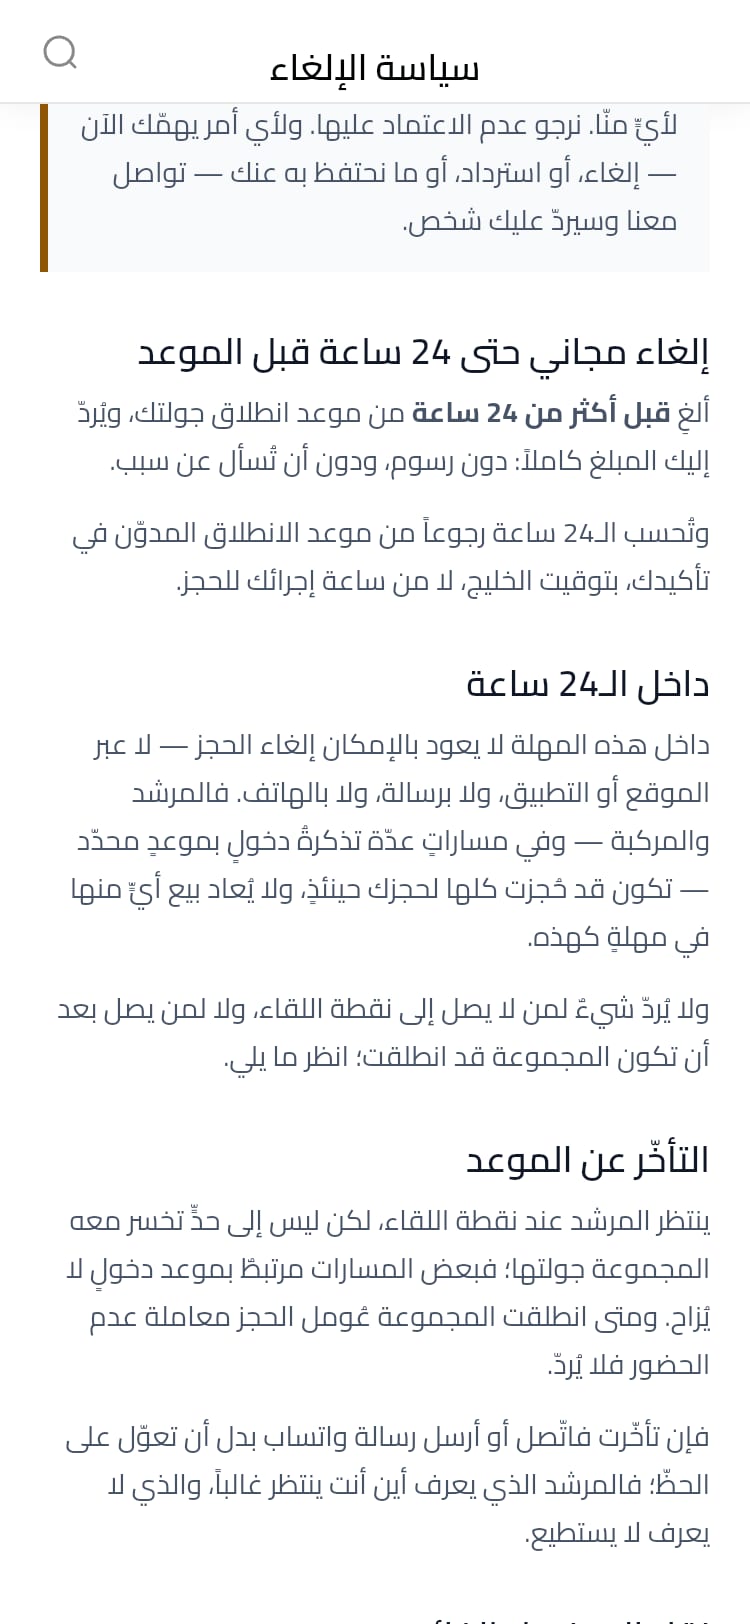 سياسة الإلغاء
لأيٍّ منّا. نرجو عدم الاعتماد عليها. ولأي أمر يهمّك الآن
— إلغاء، أو استرداد، أو ما نحتفظ به عنك — تواصل
معنا وسيردّ عليك شخص.
إلغاء مجاني حتى 24 ساعة قبل الموعد
ألغِ قبل أكثر من 24 ساعة من موعد انطلاق جولتك، ويُردّ
إليك المبلغ كاملاً: دون رسوم، ودون أن تُسأل عن سبب.
وتُحسب الـ24 ساعة رجوعاً من موعد الانطلاق المدوّن في
تأكيدك، بتوقيت الخليج، لا من ساعة إجرائك للحجز.
داخل الـ24 ساعة
داخل هذه المهلة لا يعود بالإمكان إلغاء الحجز — لا عبر
الموقع أو التطبيق، ولا برسالة، ولا بالهاتف. فالمرشد
والمركبة — وفي مساراتٍ عدّة تذكرةُ دخولٍ بموعدٍ محدّد
— تكون قد حُجزت كلها لحجزك حينئذٍ، ولا يُعاد بيع أيٍّ منها
في مهلةٍ كهذه.
ولا يُردّ شيءٌ لمن لا يصل إلى نقطة اللقاء، ولا لمن يصل بعد
أن تكون المجموعة قد انطلقت؛ انظر ما يلي.
التأخّر عن الموعد
ينتظر المرشد عند نقطة اللقاء، لكن ليس إلى حدٍّ تخسر معه
المجموعة جولتها؛ فبعض المسارات مرتبطٌ بموعد دخولٍ لا
يُزاح. ومتى انطلقت المجموعة عُومل الحجز معاملة عدم
الحضور فلا يُردّ.
فإن تأخّرت فاتّصل أو أرسل رسالة واتساب بدل أن تعوّل على
الحظّ؛ فالمرشد الذي يعرف أين أنت ينتظر غالباً، والذي لا
يعرف لا يستطيع.